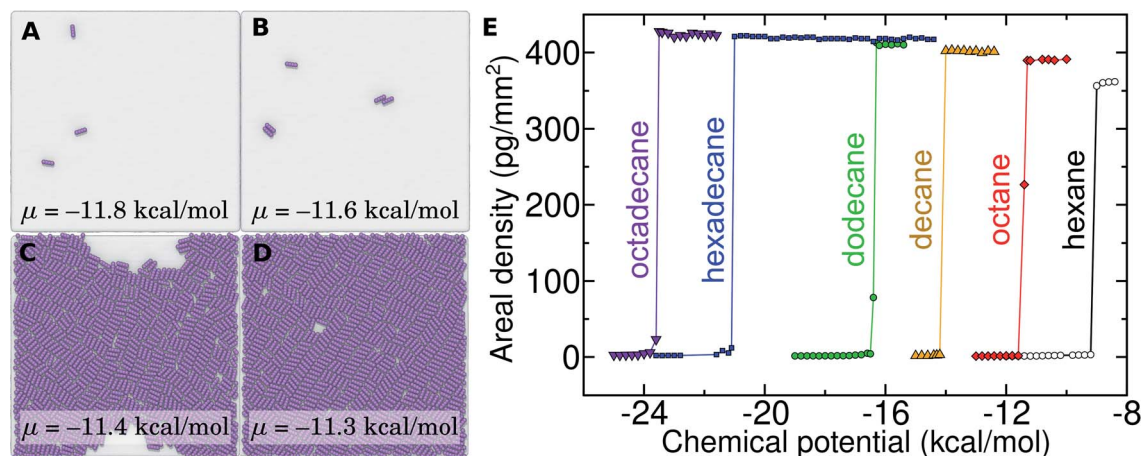 A
B
μ = −11.8 kcal/mol
μ = −11.6 kcal/mol
C
D
μ = −11.4 kcal/mol
μ = −11.3 kcal/mol
E
Areal density (pg/mm²)
400
300
200
100
0
octadecane
hexadecane
dodecane
decane
octane
hexane
-24
-20
-16
-12
-8
Chemical potential (kcal/mol)